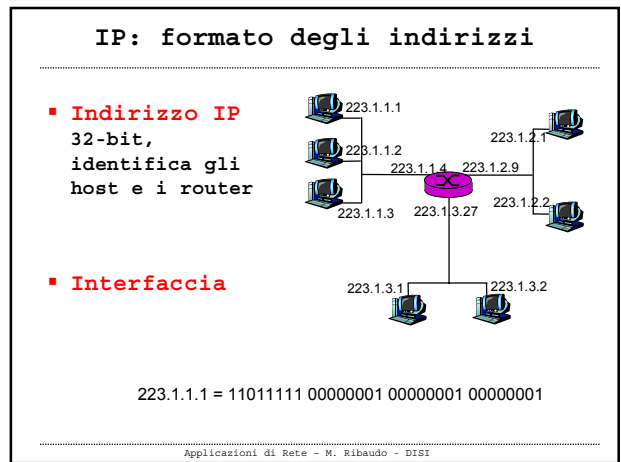 IP: formato degli indirizzi
▪ Indirizzo IP
32-bit,
identifica gli
host e i router
▪ Interfaccia
223.1.1.1
223.1.1.2
223.1.1.3
223.1.1.4
223.1.2.9
223.1.2.1
223.1.2.2
223.1.3.27
223.1.3.1
223.1.3.2
223.1.1.1 = 11011111 00000001 00000001 00000001
Applicazioni di Rete – M. Ribaudo - DISI